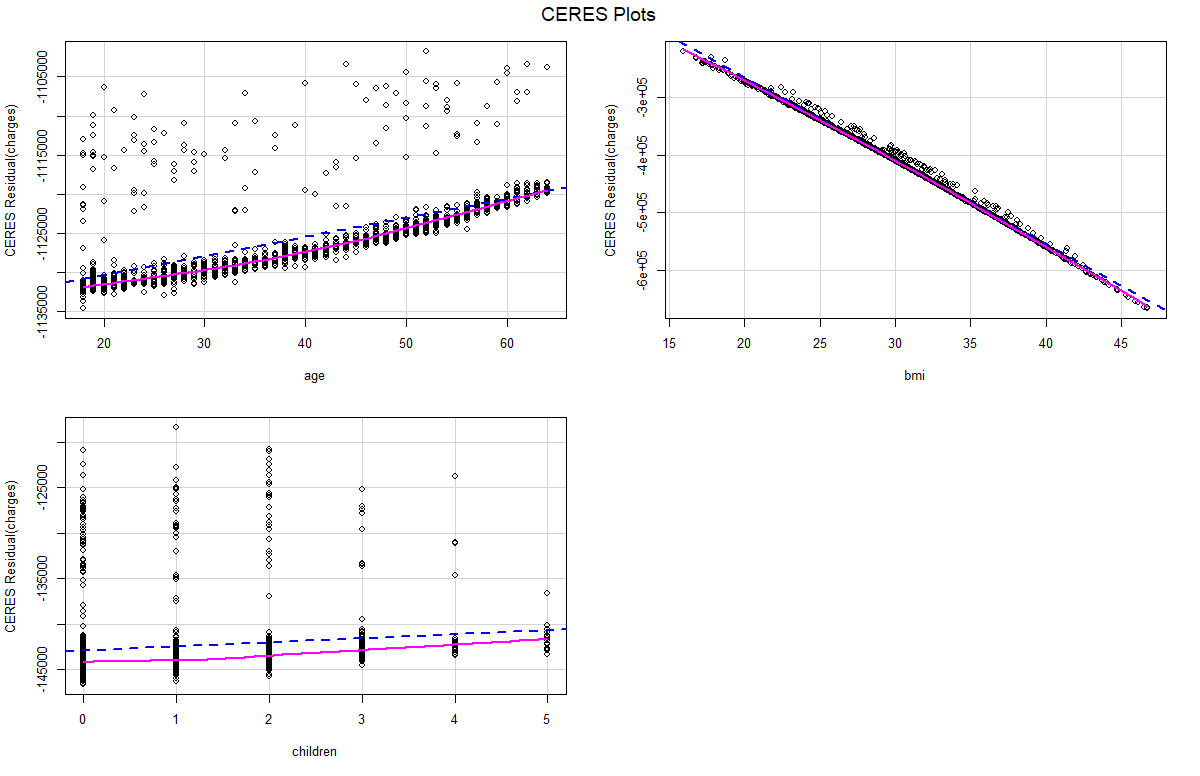 CERES Plots
CERES Residual(charges)
-1105000
-1115000
-1125000
-1135000
20 30 40 50 60
age
CERES Residual(charges)
-3e+05
-4e+05
-5e+05
-6e+05
15 20 25 30 35 40 45
bmi
CERES Residual(charges)
-125000
-135000
-145000
0 1 2 3 4 5
children